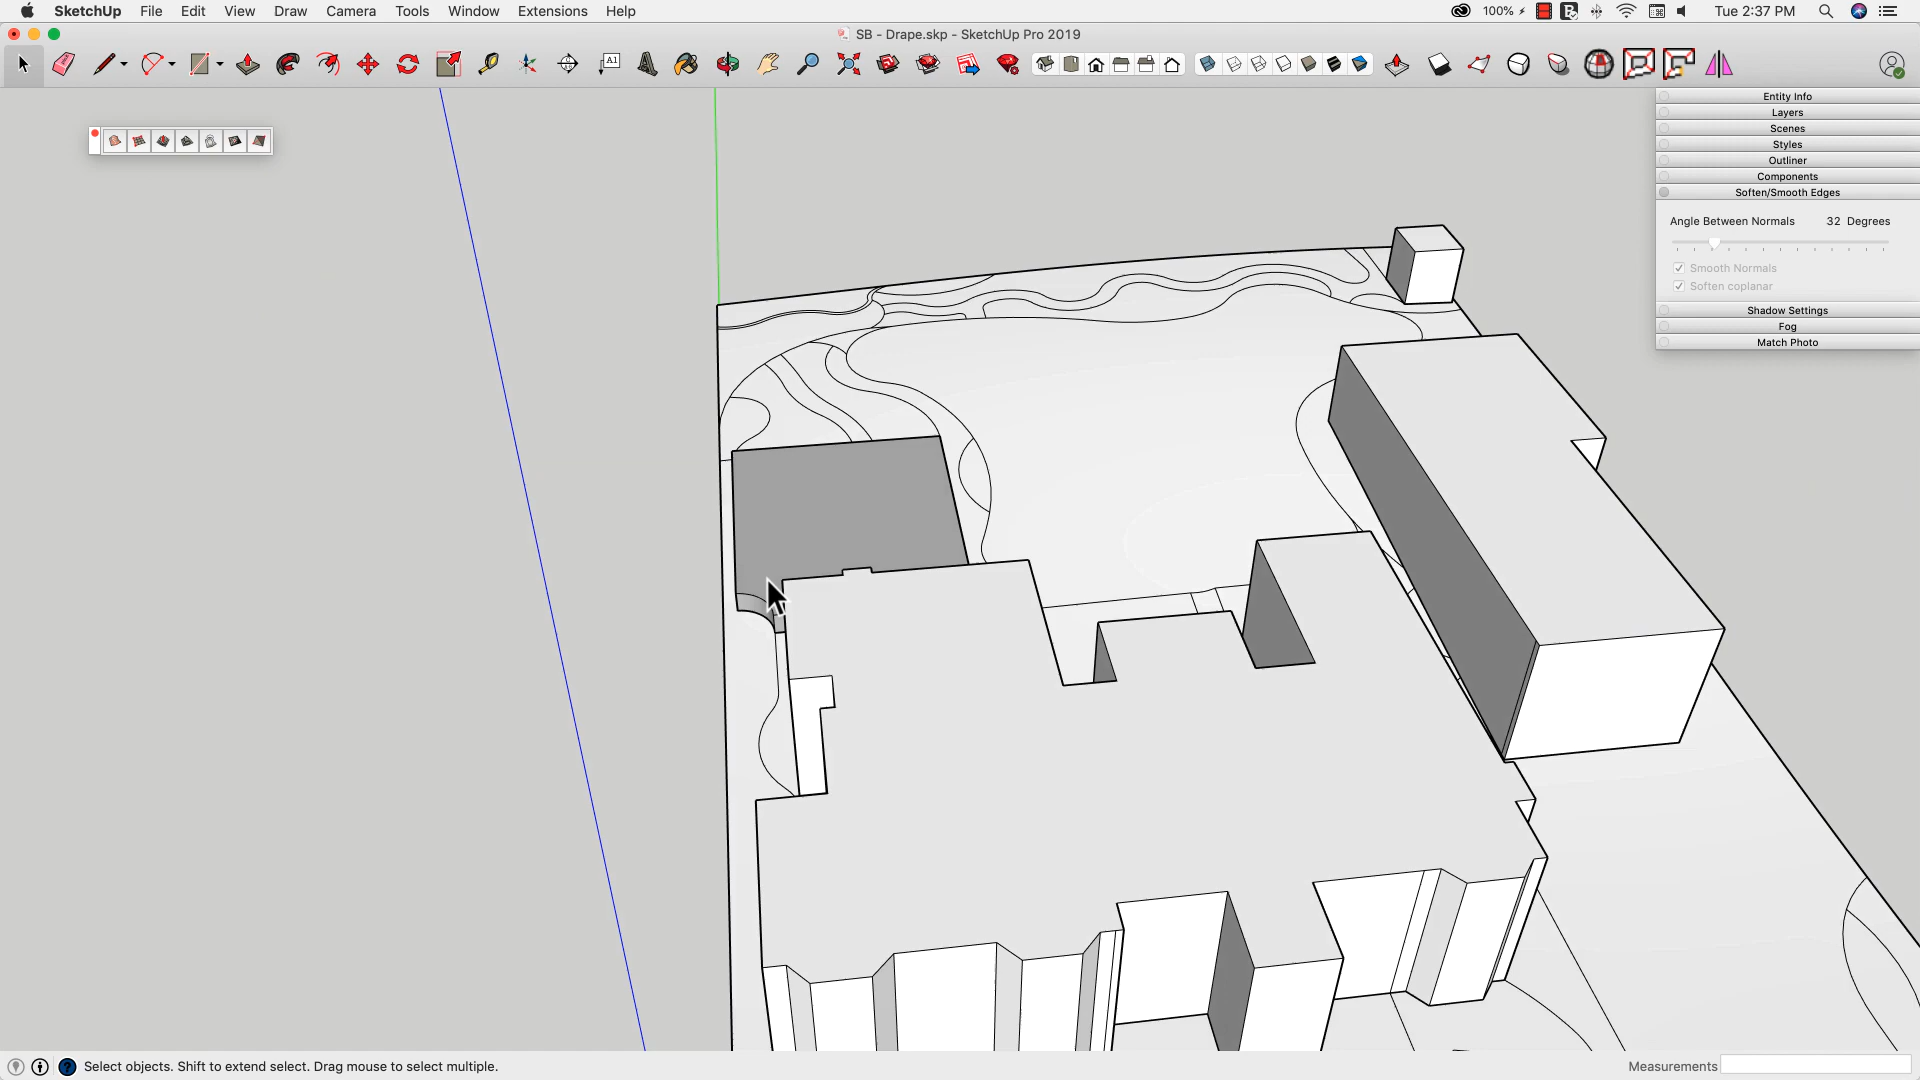 SketchUp File Edit View Draw Camera Tools Window Extensions Help
100% Tue 2:37 PM
SB - Drape.skp - SketchUp Pro 2019
A1
Entity Info
Layers
Scenes
Styles
Outliner
Components
Soften/Smooth Edges
Angle Between Normals 32 Degrees
Smooth Normals
Soften coplanar
Shadow Settings
Fog
Match Photo
Select objects. Shift to extend select. Drag mouse to select multiple.
Measurements